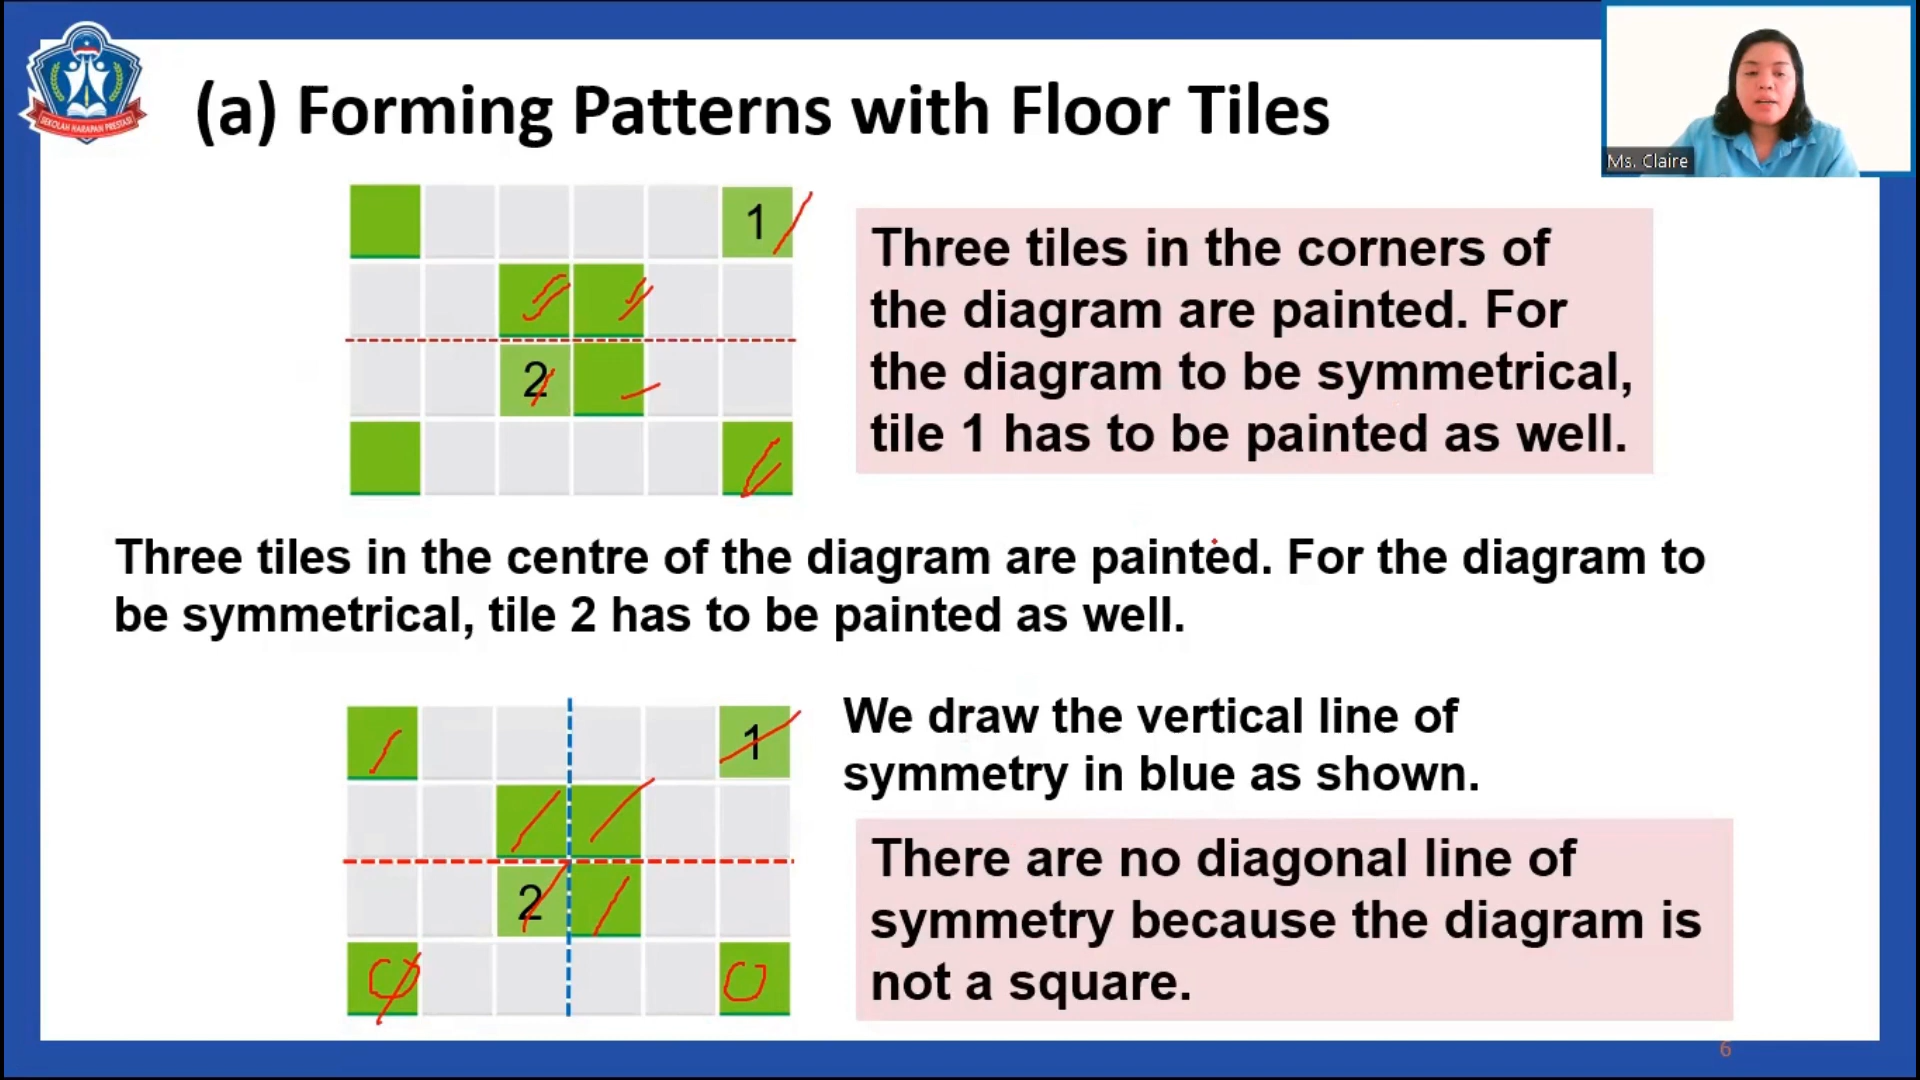 SEKOLAH HARAPAN PRESTASI
(a) Forming Patterns with Floor Tiles
Ms. Claire
1
2
Three tiles in the corners of
the diagram are painted. For
the diagram to be symmetrical,
tile 1 has to be painted as well.
Three tiles in the centre of the diagram are painted. For the diagram to
be symmetrical, tile 2 has to be painted as well.
1
2
We draw the vertical line of
symmetry in blue as shown.
There are no diagonal line of
symmetry because the diagram is
not a square.
6